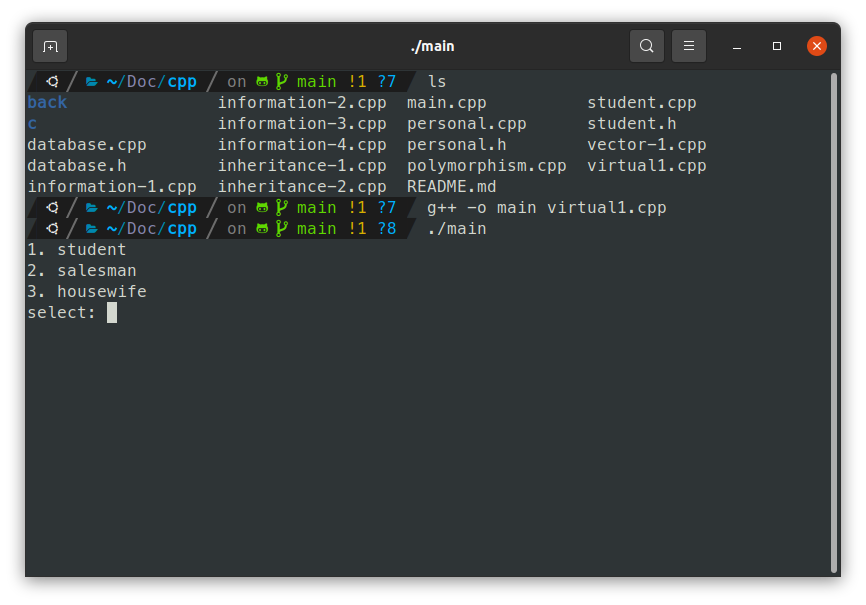 ./main
~/Doc/cpp on main !1 ?7 ls
back information-2.cpp main.cpp student.cpp
c information-3.cpp personal.cpp student.h
database.cpp information-4.cpp personal.h vector-1.cpp
database.h inheritance-1.cpp polymorphism.cpp virtual1.cpp
information-1.cpp inheritance-2.cpp README.md
~/Doc/cpp on main !1 ?7 g++ -o main virtual1.cpp
~/Doc/cpp on main !1 ?8 ./main
1. student
2. salesman
3. housewife
select: